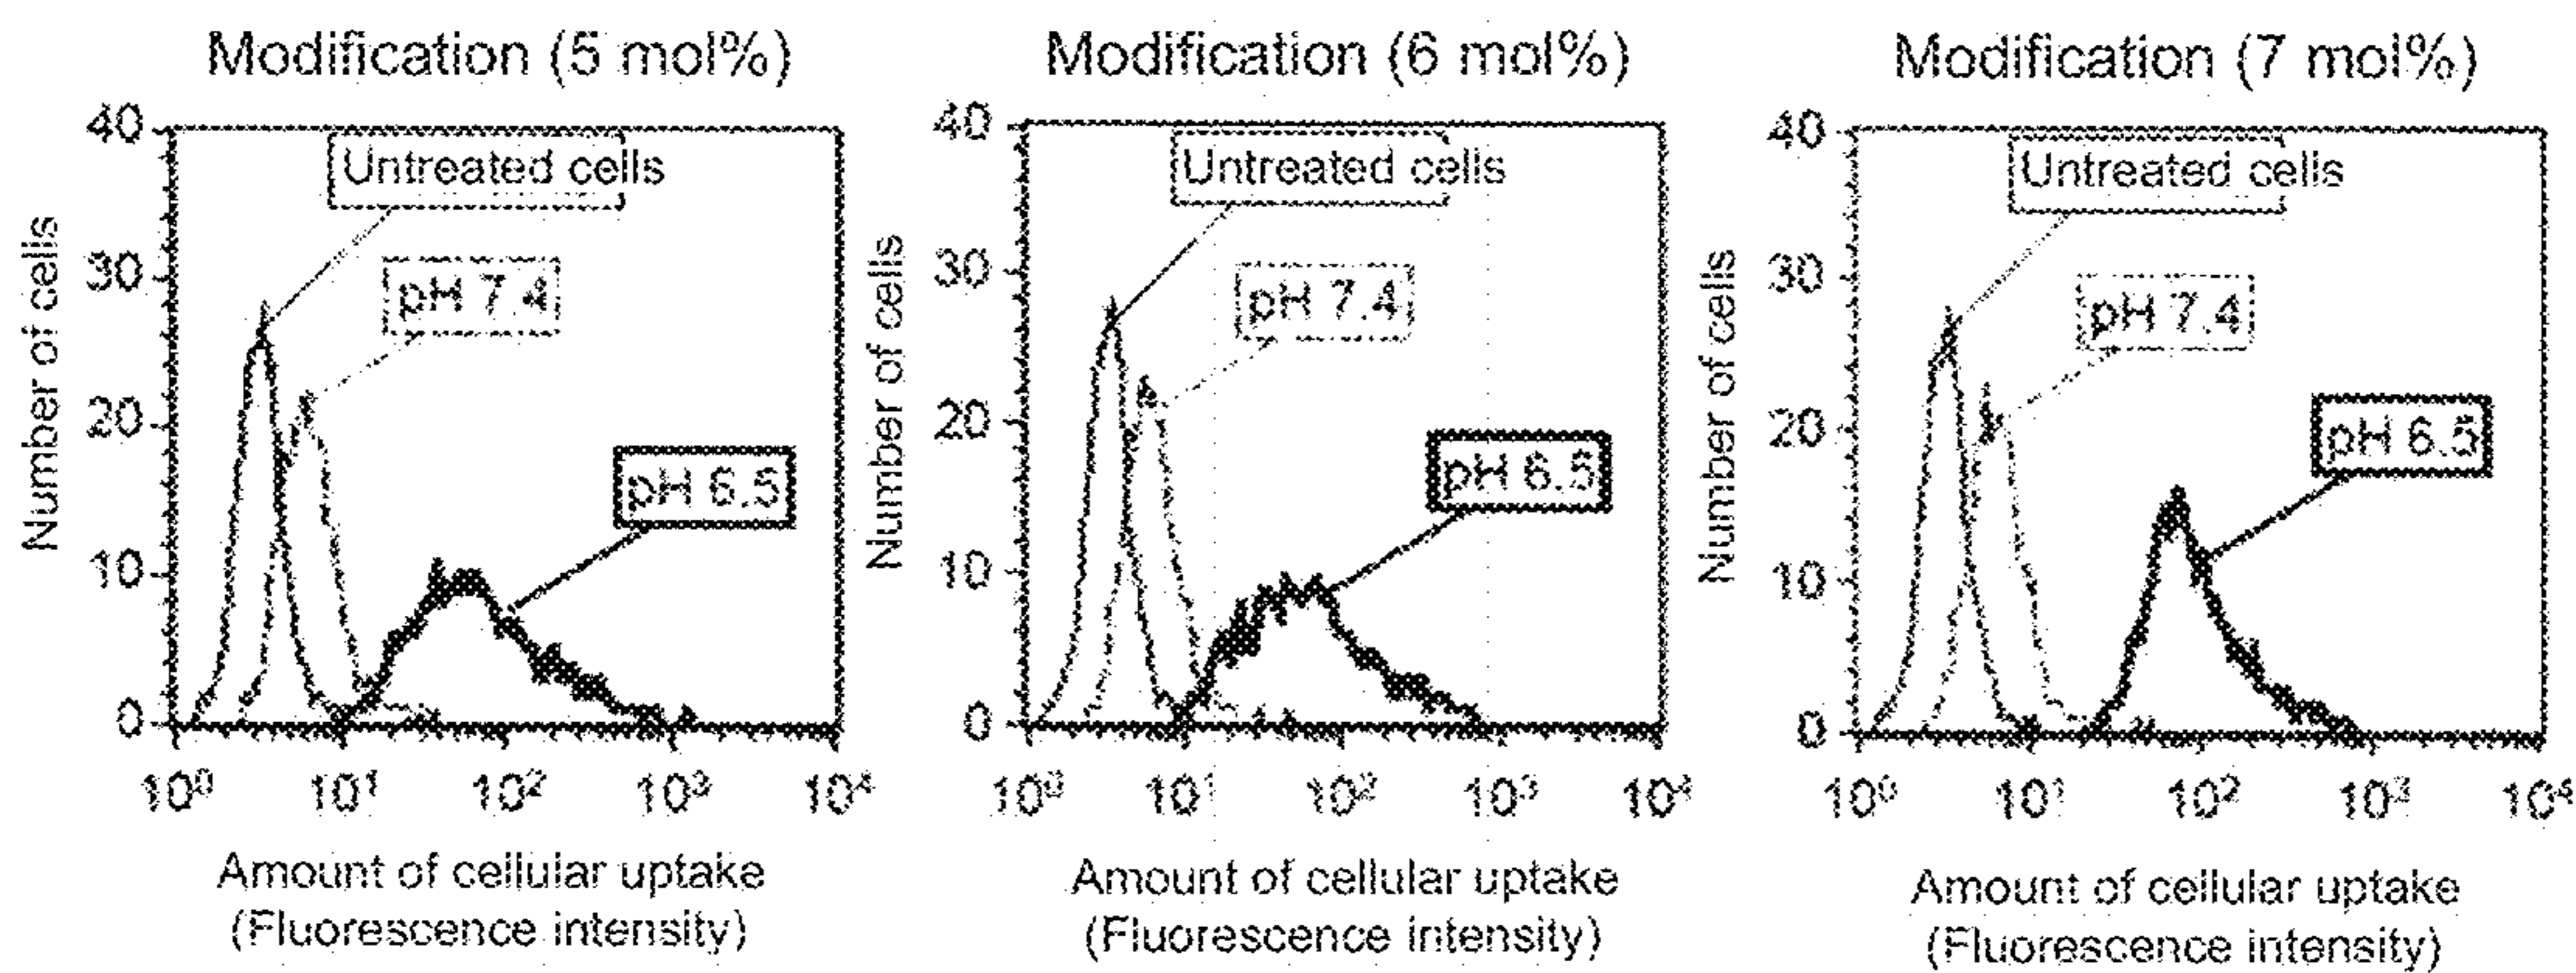 Modification (5 mol%)
40
30
20
10
0
Number of cells
Untreated cells
pH 7.4
pH 6.5
10⁰ 10¹ 10² 10³ 10⁴
Amount of cellular uptake
(Fluorescence intensity)
Modification (6 mol%)
40
30
20
10
0
Number of cells
Untreated cells
pH 7.4
pH 6.5
10⁰ 10¹ 10² 10³ 10⁴
Amount of cellular uptake
(Fluorescence intensity)
Modification (7 mol%)
40
30
20
10
0
Number of cells
Untreated cells
pH 7.4
pH 6.5
10⁰ 10¹ 10² 10³ 10⁴
Amount of cellular uptake
(Fluorescence intensity)